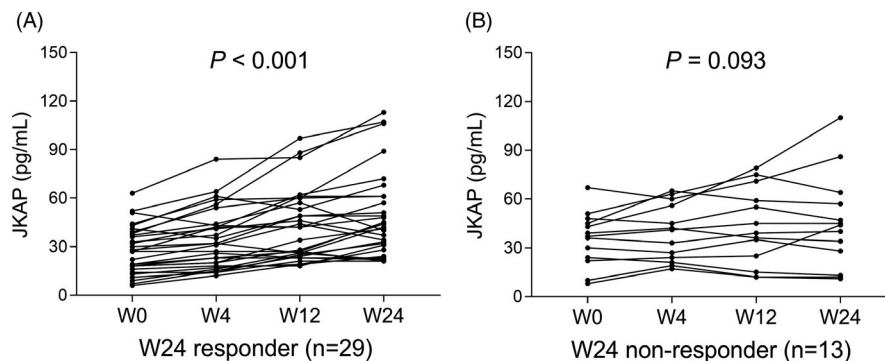 (A)
P < 0.001
JKAP (pg/mL)
150
120
90
60
30
0
W0 W4 W12 W24
W24 responder (n=29)
(B)
P = 0.093
JKAP (pg/mL)
150
120
90
60
30
0
W0 W4 W12 W24
W24 non-responder (n=13)